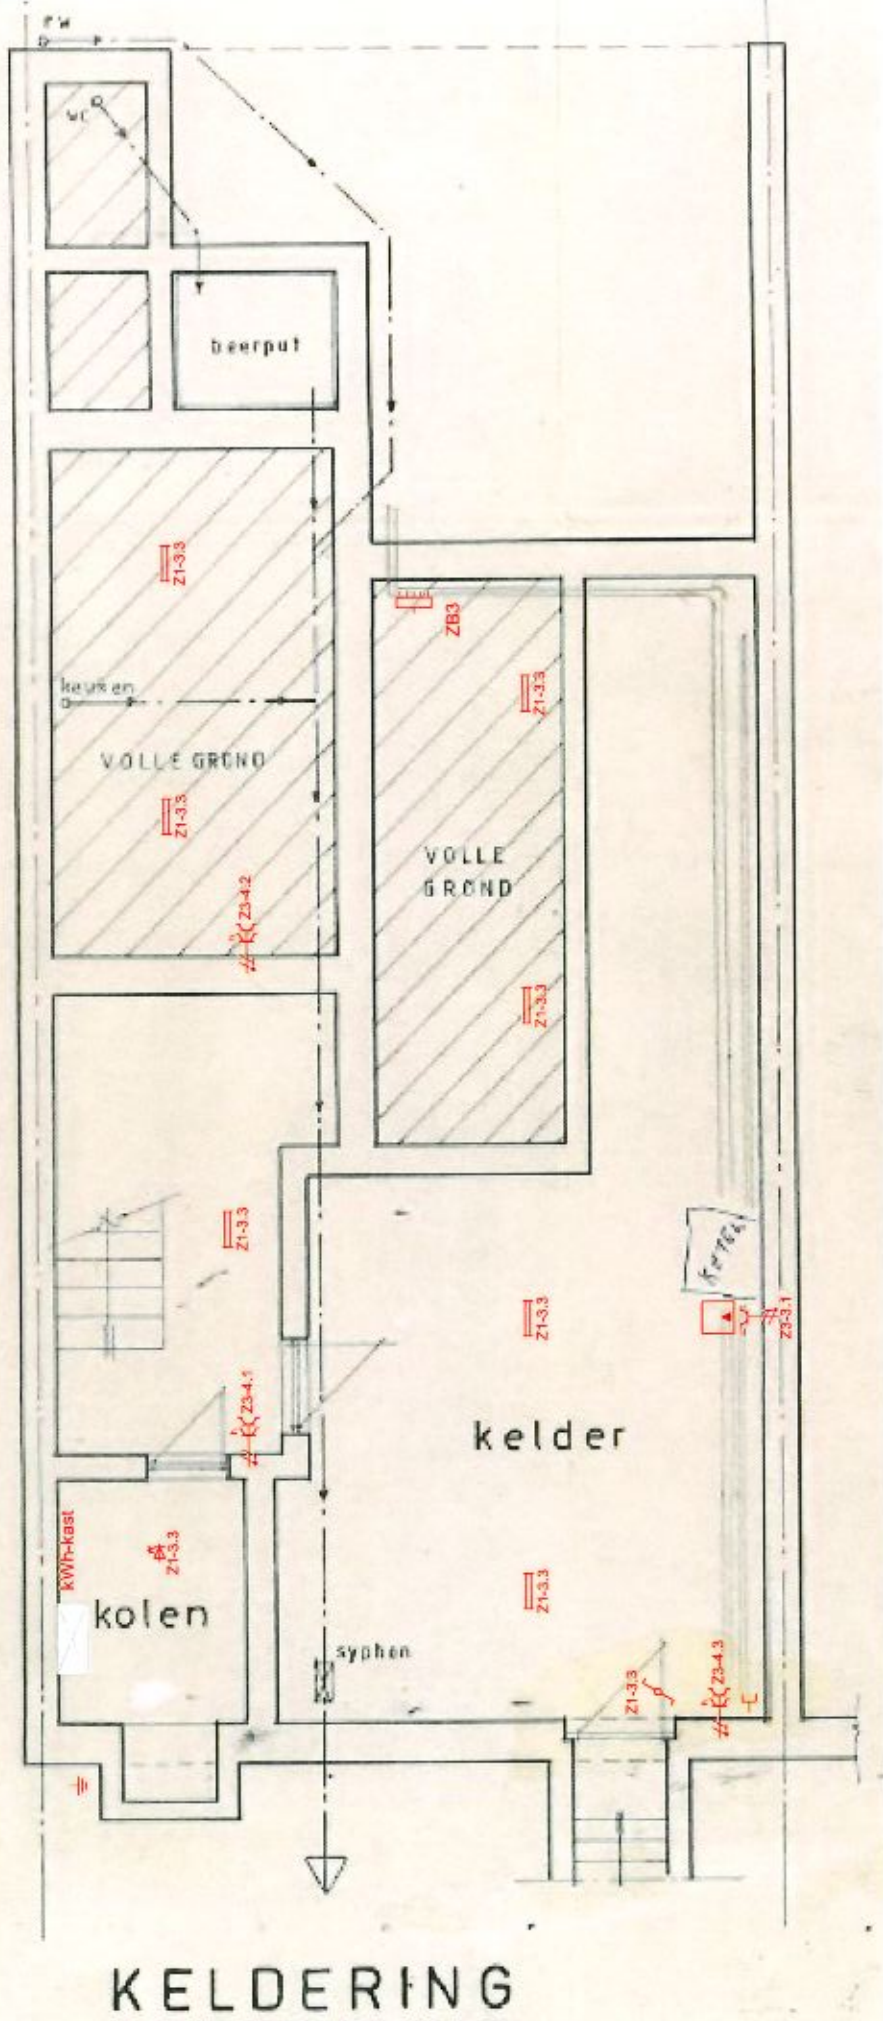 RW
WC
beerput
Z1-3.3
ZB3
keuken
Z1-3.3
VOLLE GROND
Z1-3.3
VOLLE
GROND
Z3-4.2
Z1-3.3
Z1-3.3
Ketel
Z1-3.3
Z3-3.1
Z3-4.1
kelder
kWh-kast
Z1-3.3
Z1-3.3
kolen
syphon
Z1-3.3
Z3-4.3
KELDERING